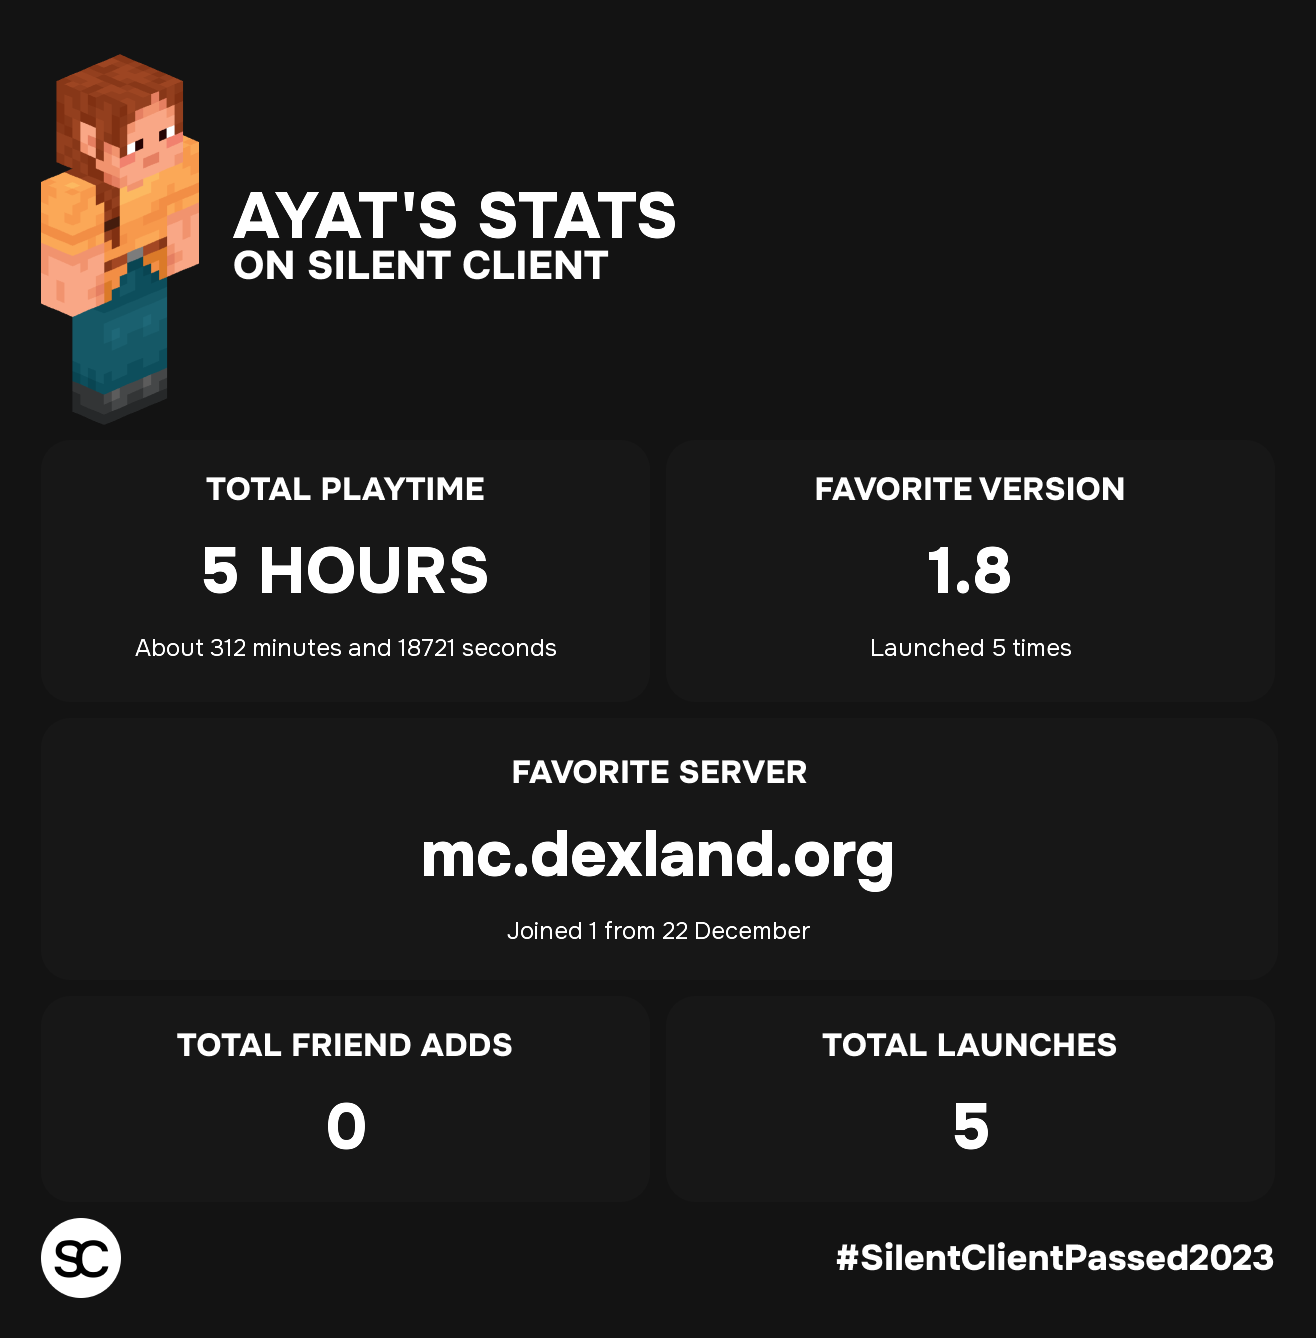 AYAT'S STATS
ON SILENT CLIENT
TOTAL PLAYTIME
5 HOURS
About 312 minutes and 18721 seconds
FAVORITE VERSION
1.8
Launched 5 times
FAVORITE SERVER
mc.dexland.org
Joined 1 from 22 December
TOTAL FRIEND ADDS
0
TOTAL LAUNCHES
5
SC
#SilentClientPassed2023